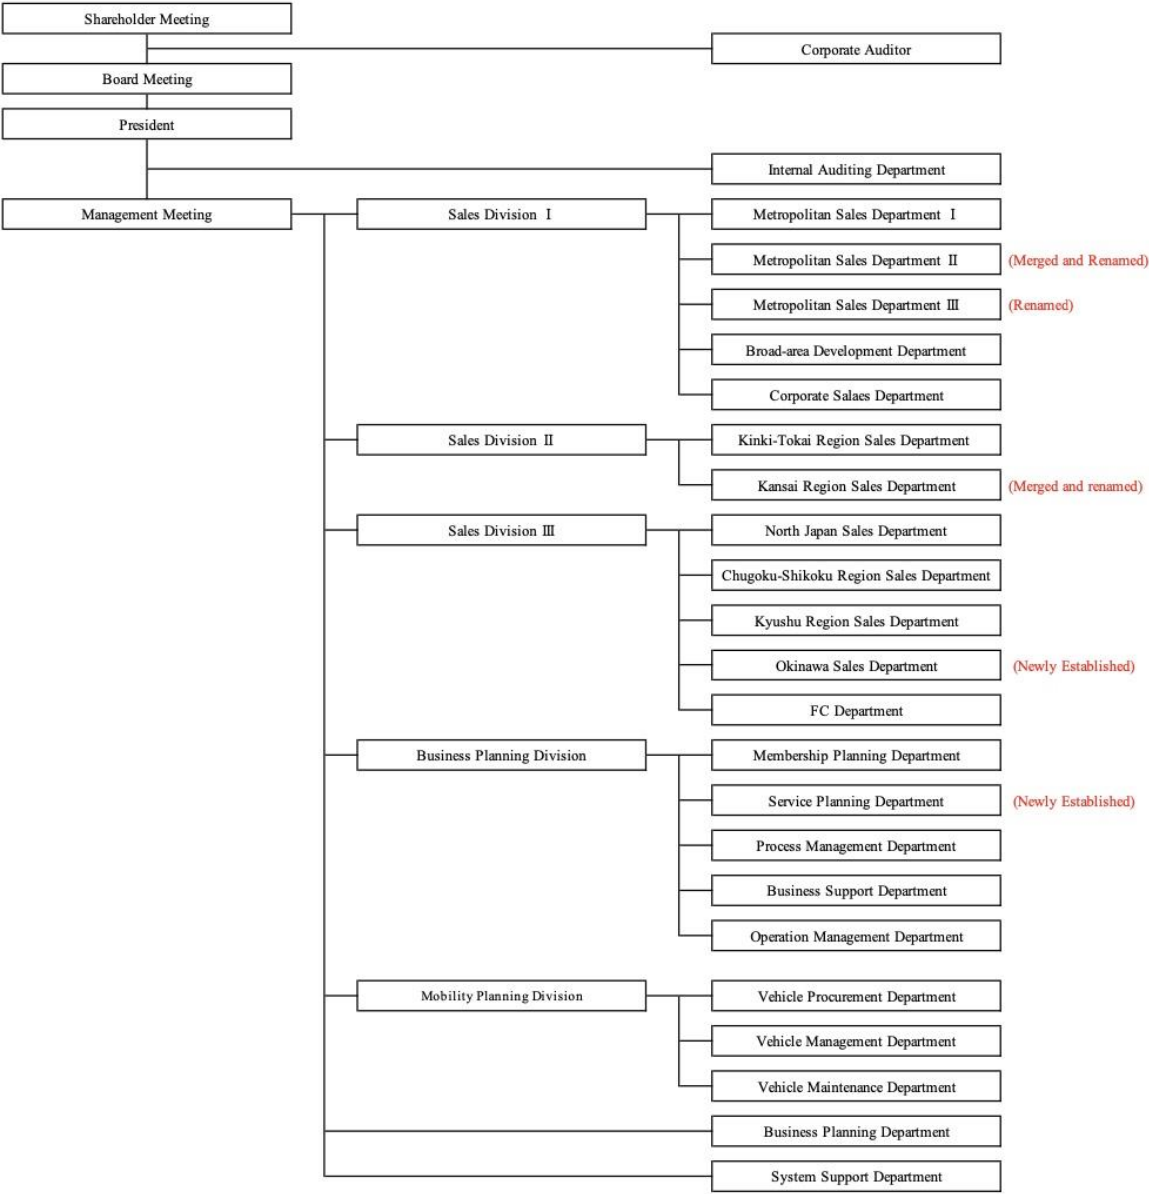 Shareholder Meeting
Corporate Auditor
Board Meeting
President
Internal Auditing Department
Management Meeting
Sales Division Ⅰ
Metropolitan Sales Department Ⅰ
Metropolitan Sales Department Ⅱ
(Merged and Renamed)
Metropolitan Sales Department Ⅲ
(Renamed)
Broad-area Development Department
Corporate Salaes Department
Sales Division Ⅱ
Kinki-Tokai Region Sales Department
Kansai Region Sales Department
(Merged and renamed)
Sales Division Ⅲ
North Japan Sales Department
Chugoku-Shikoku Region Sales Department
Kyushu Region Sales Department
Okinawa Sales Department
(Newly Established)
FC Department
Business Planning Division
Membership Planning Department
Service Planning Department
(Newly Established)
Process Management Department
Business Support Department
Operation Management Department
Mobility Planning Division
Vehicle Procurement Department
Vehicle Management Department
Vehicle Maintenance Department
Business Planning Department
System Support Department